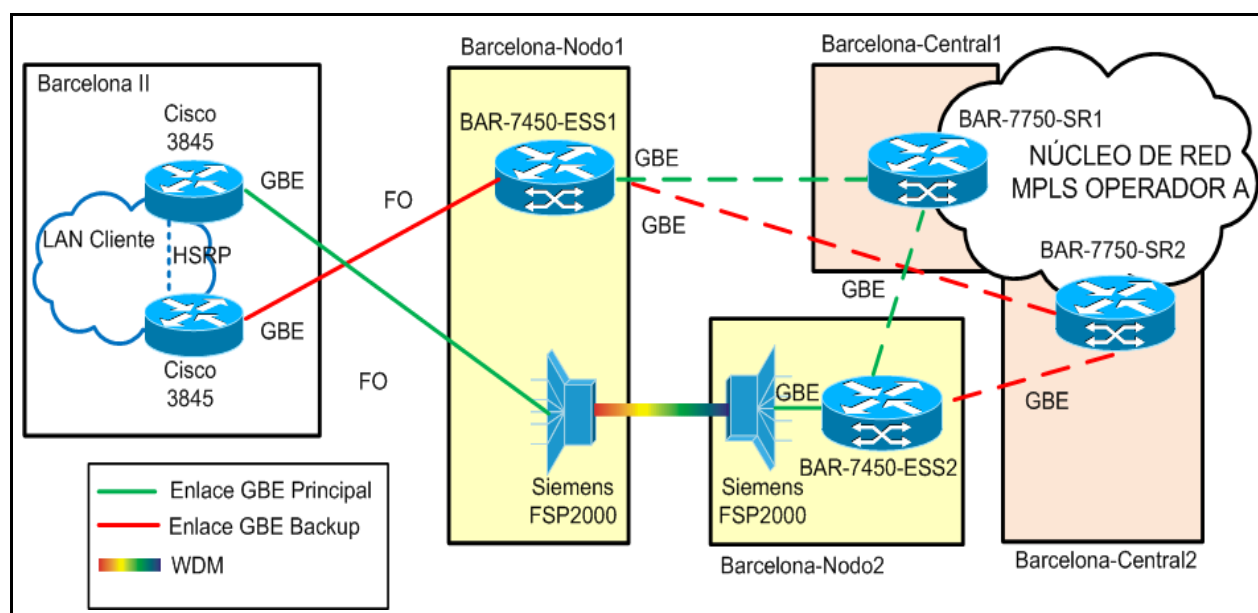 Barcelona-Nodo1
Barcelona-Central1
Barcelona II
Cisco
3845
BAR-7450-ESS1
BAR-7750-SR1
GBE
GBE
NÚCLEO DE RED
MPLS OPERADOR A
FO
LAN Cliente
HSRP
GBE
BAR-7750-SR2
GBE
GBE
Cisco
3845
FO
GBE
GBE
BAR-7450-ESS2
Siemens
FSP2000
Siemens
FSP2000
Enlace GBE Principal
Enlace GBE Backup
WDM
Barcelona-Nodo2
Barcelona-Central2